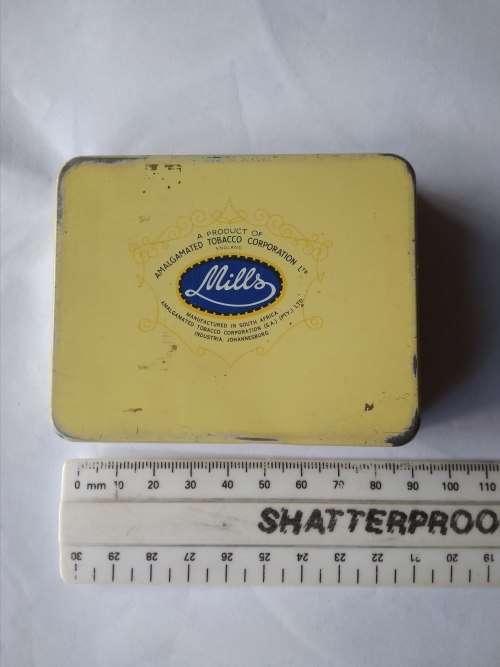 A PRODUCT OF
AMALGAMATED TOBACCO CORPORATION LTD
ENGLAND
Mills
MANUFACTURED IN SOUTH AFRICA
AMALGAMATED TOBACCO CORPORATION (S.A.) (PTY.) LTD.
INDUSTRIA, JOHANNESBURG
0 mm 10 20 30 40 50 60 70 80 90 100 110
SHATTERPROO
30 29 28 27 26 25 24 23 22 21 20 19